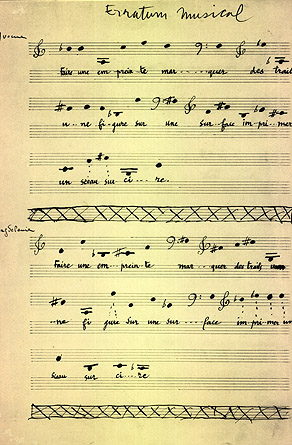 Erratum Musical
Yvonne
faire une em - prein - te mar - - - quer des trait
u - ne fi - gure sur une sur - face im - pri - mer
un sceau sur ci - - re.
Faire une em - - prein - te mar - - quer des traits
- ne fi gure sur une sur - - - - face im - pri - mer un
sceau sur ci - - - re